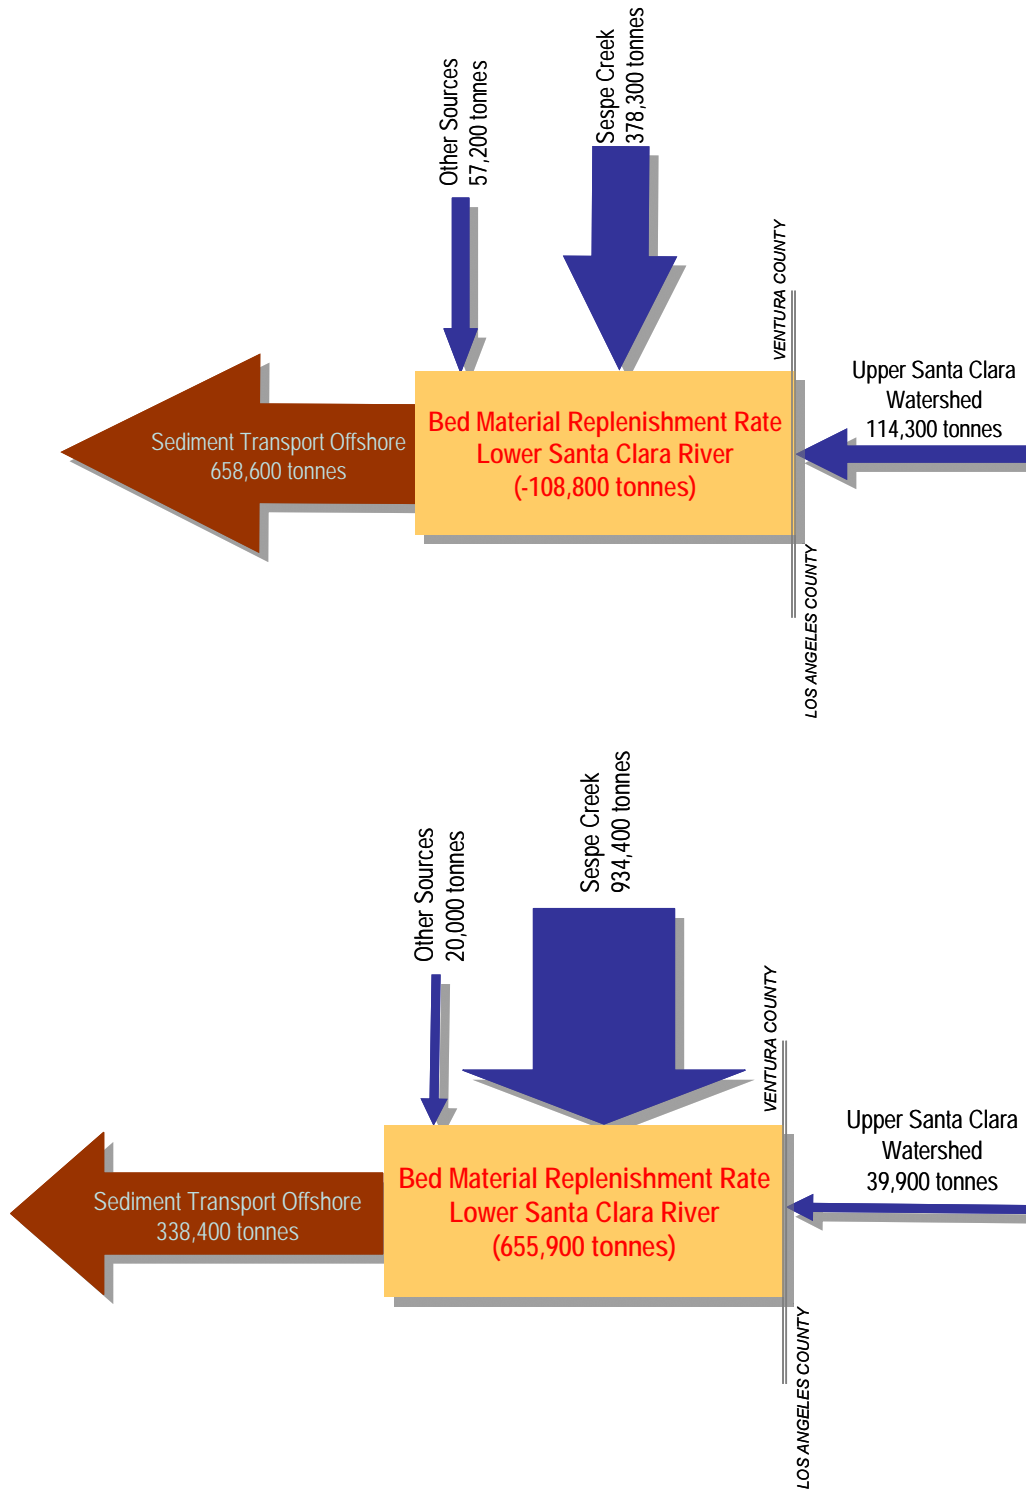 Other Sources
57,200 tonnes
Sespe Creek
378,300 tonnes
VENTURA COUNTY
Upper Santa Clara
Watershed
114,300 tonnes
Sediment Transport Offshore
658,600 tonnes
Bed Material Replenishment Rate
Lower Santa Clara River
(-108,800 tonnes)
LOS ANGELES COUNTY
Other Sources
20,000 tonnes
Sespe Creek
934,400 tonnes
VENTURA COUNTY
Upper Santa Clara
Watershed
39,900 tonnes
Sediment Transport Offshore
338,400 tonnes
Bed Material Replenishment Rate
Lower Santa Clara River
(655,900 tonnes)
LOS ANGELES COUNTY